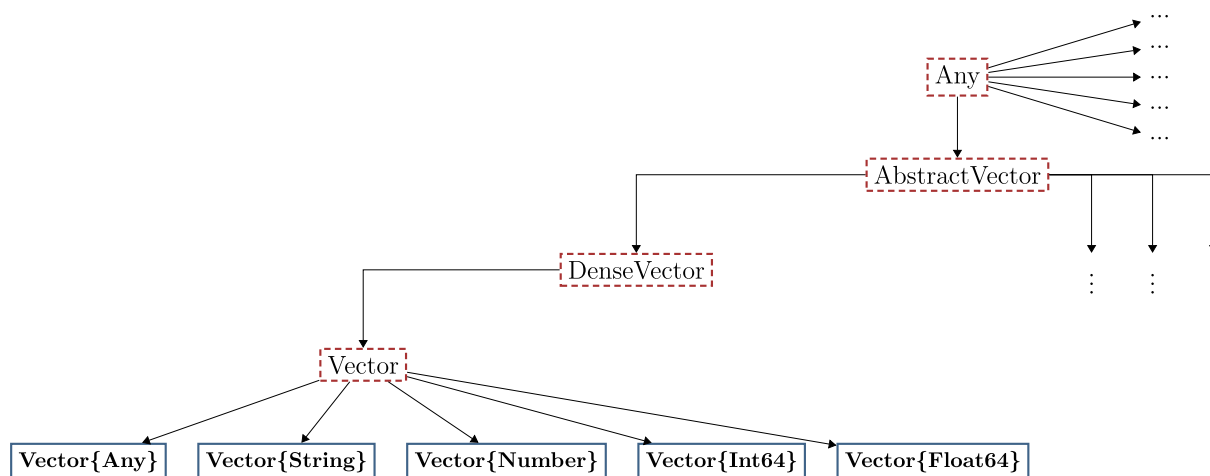 ...
...
Any
...
...
...
AbstractVector
DenseVector
⋮ ⋮
Vector
Vector{Any} Vector{String} Vector{Number} Vector{Int64} Vector{Float64}